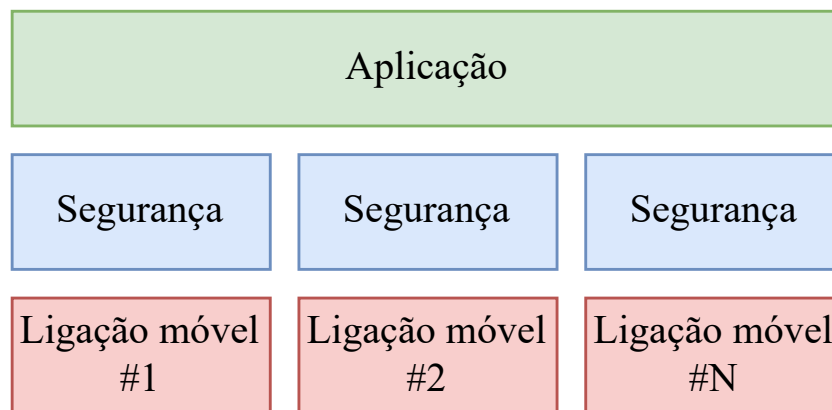 Aplicação
Segurança Segurança Segurança
Ligação móvel Ligação móvel Ligação móvel
#1 #2 #N